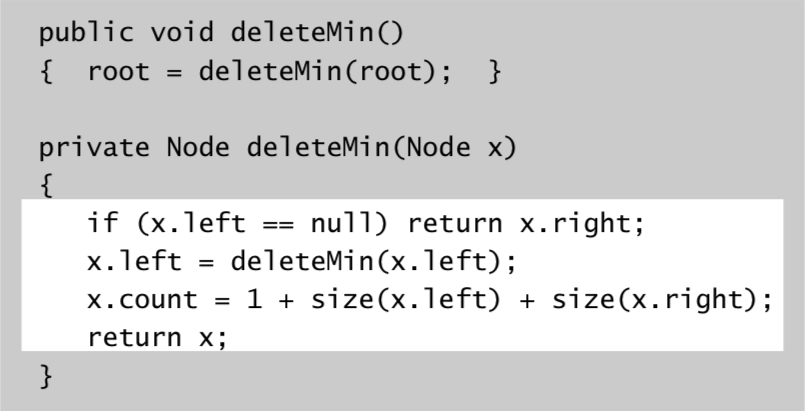 public void deleteMin()
{  root = deleteMin(root);  }
private Node deleteMin(Node x)
{
   if (x.left == null) return x.right;
   x.left = deleteMin(x.left);
   x.count = 1 + size(x.left) + size(x.right);
   return x;
}